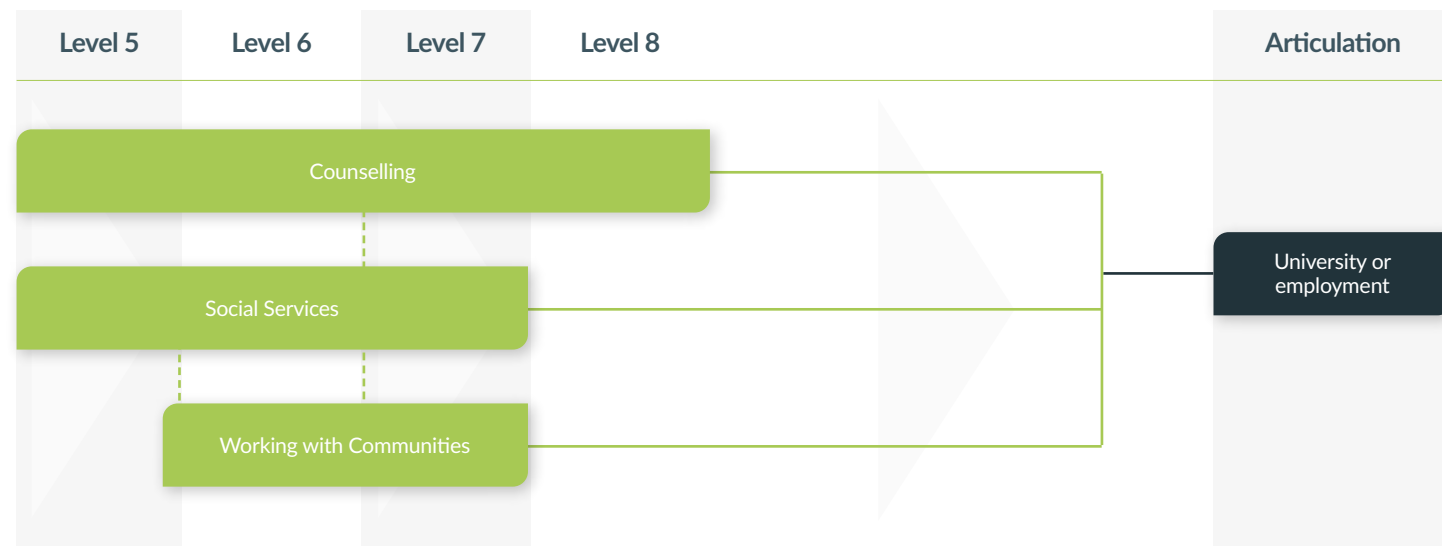 Level 5
Level 6
Level 7
Level 8
Articulation
Counselling
University or
employment
Social Services
Working with Communities